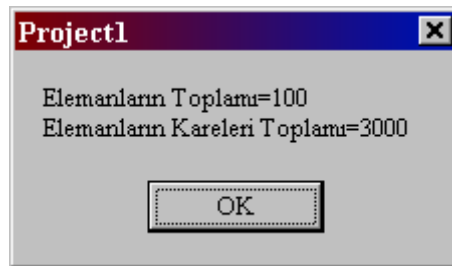 Project1
Elemanların Toplamı=100
Elemanların Kareleri Toplamı=3000
OK